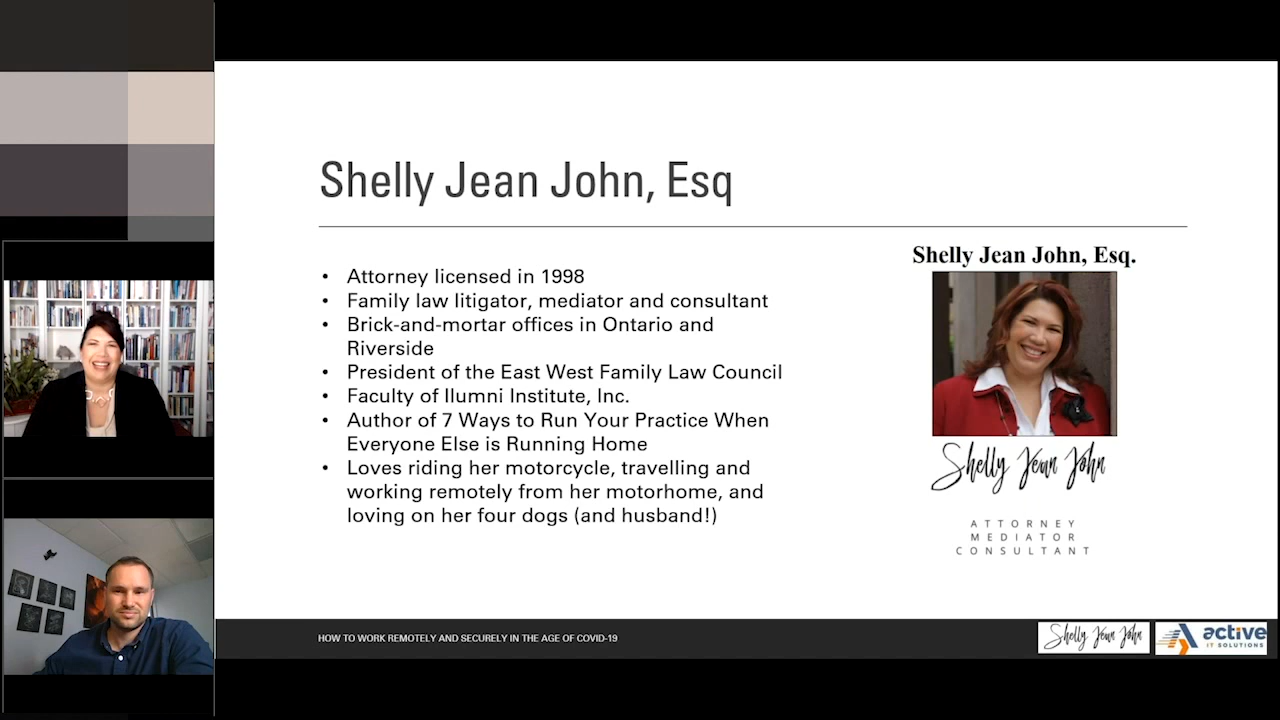 Shelly Jean John, Esq
• Attorney licensed in 1998
• Family law litigator, mediator and consultant
• Brick-and-mortar offices in Ontario and
Riverside
• President of the East West Family Law Council
• Faculty of Ilumni Institute, Inc.
• Author of 7 Ways to Run Your Practice When
Everyone Else is Running Home
• Loves riding her motorcycle, travelling and
working remotely from her motorhome, and
loving on her four dogs (and husband!)
Shelly Jean John, Esq.
Shelly Jean John
ATTORNEY
MEDIATOR
CONSULTANT
HOW TO WORK REMOTELY AND SECURELY IN THE AGE OF COVID-19
Shelly Jean John
active
IT SOLUTIONS